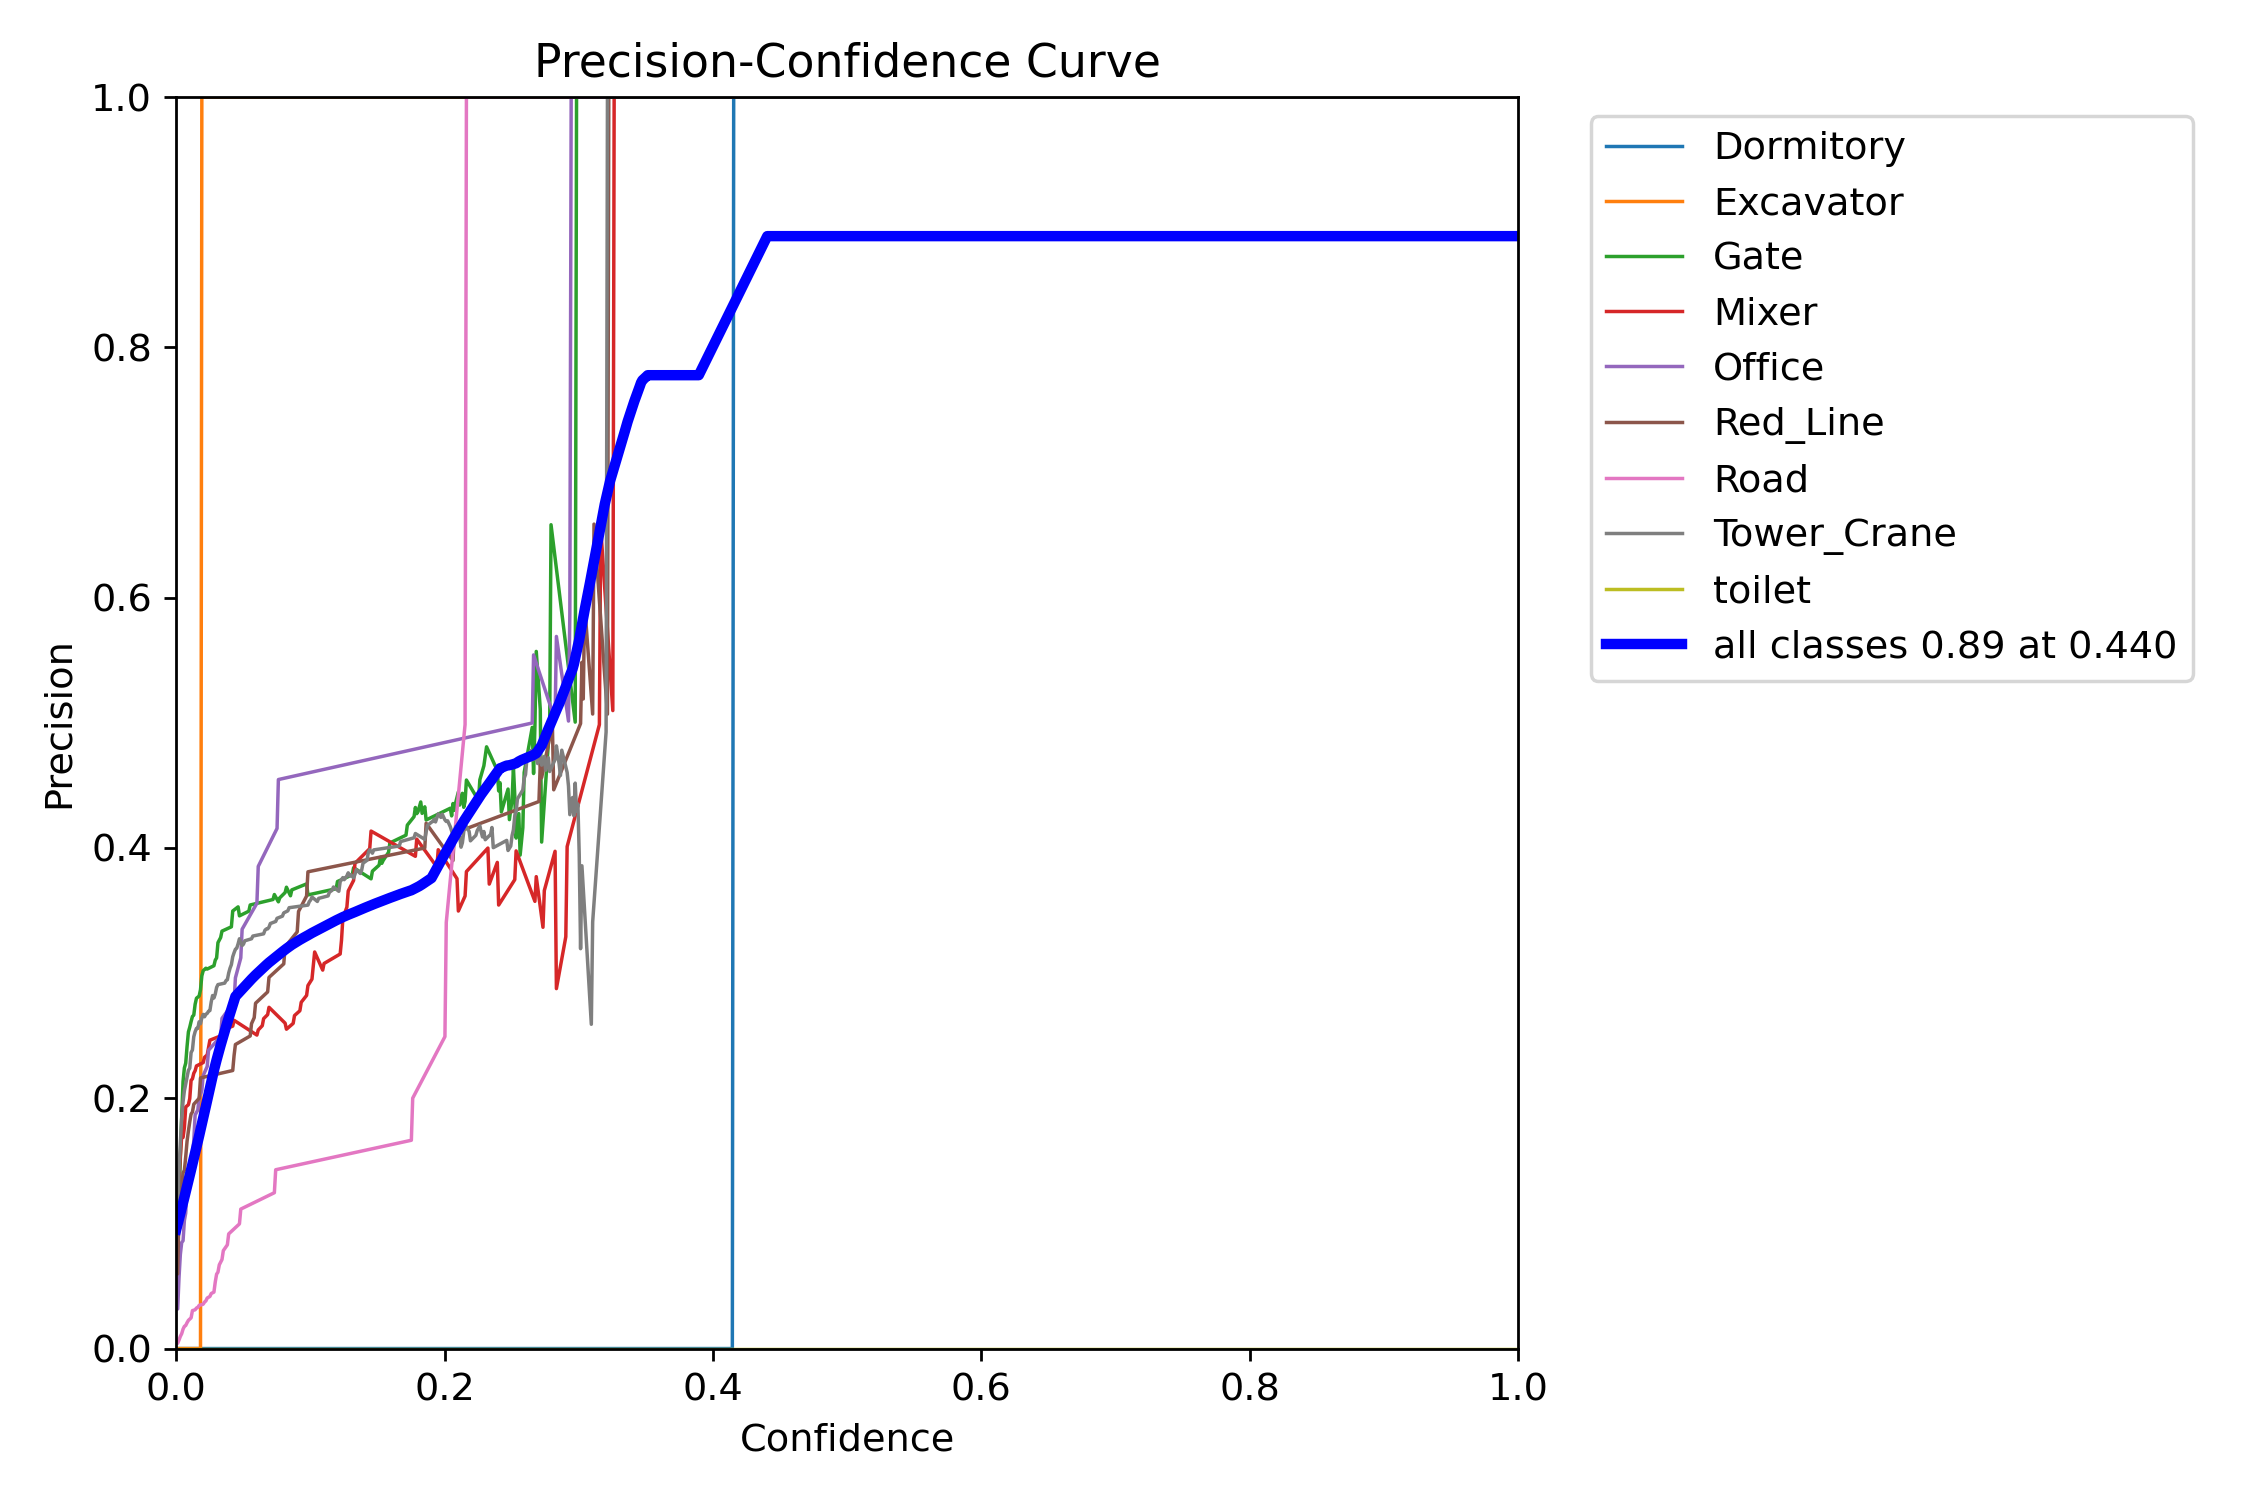 Precision-Confidence Curve
Precision
1.0
0.8
0.6
0.4
0.2
0.0
0.0 0.2 0.4 0.6 0.8 1.0
Confidence
Dormitory
Excavator
Gate
Mixer
Office
Red_Line
Road
Tower_Crane
toilet
all classes 0.89 at 0.440